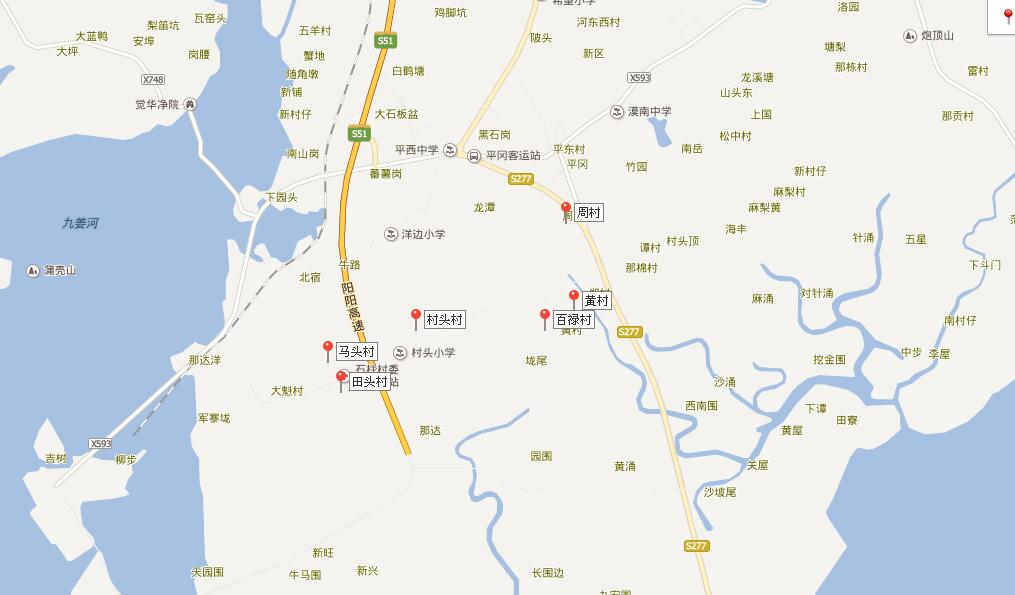 洛园
鸡脚坑
梨笛坑
瓦窑头
河东西村
炮顶山
五羊村
大蓝鸭
安埠
S51
陂头
塘梨
大坪
岗腰
蟹地
新区
那栋村
白鹤塘
雷村
随角墩
X748
X593
龙溪塘
新铺
山头东
觉华净院
新村仔
大石板盆
漠南中学
上国
那贡村
S51
黑石岗
松中村
平西中学
平冈客运站
平东村
南岳
南山岗
平冈
竹园
蕃薯岗
S277
新村仔
下园头
麻梨村
龙潭
周村
麻梨黄
九姜河
洋边小学
海丰
针涌
五星
谭村
村头顶
牛路
那棉村
下斗门
蒲壳山
北宿
阳阳高速
黄村
麻涌
对针涌
村头村
百禄村
南村仔
黄村
S277
马头村
村头小学
中步
李屋
那达洋
垅尾
挖金围
石柱村委
田头村
沙涌
大魁村
西南围
下谭
军寨垅
田寮
那达
黄屋
X593
吉树
柳步
园围
黄涌
关屋
沙坡尾
S277
新旺
天园围
牛马围
新兴
长围边